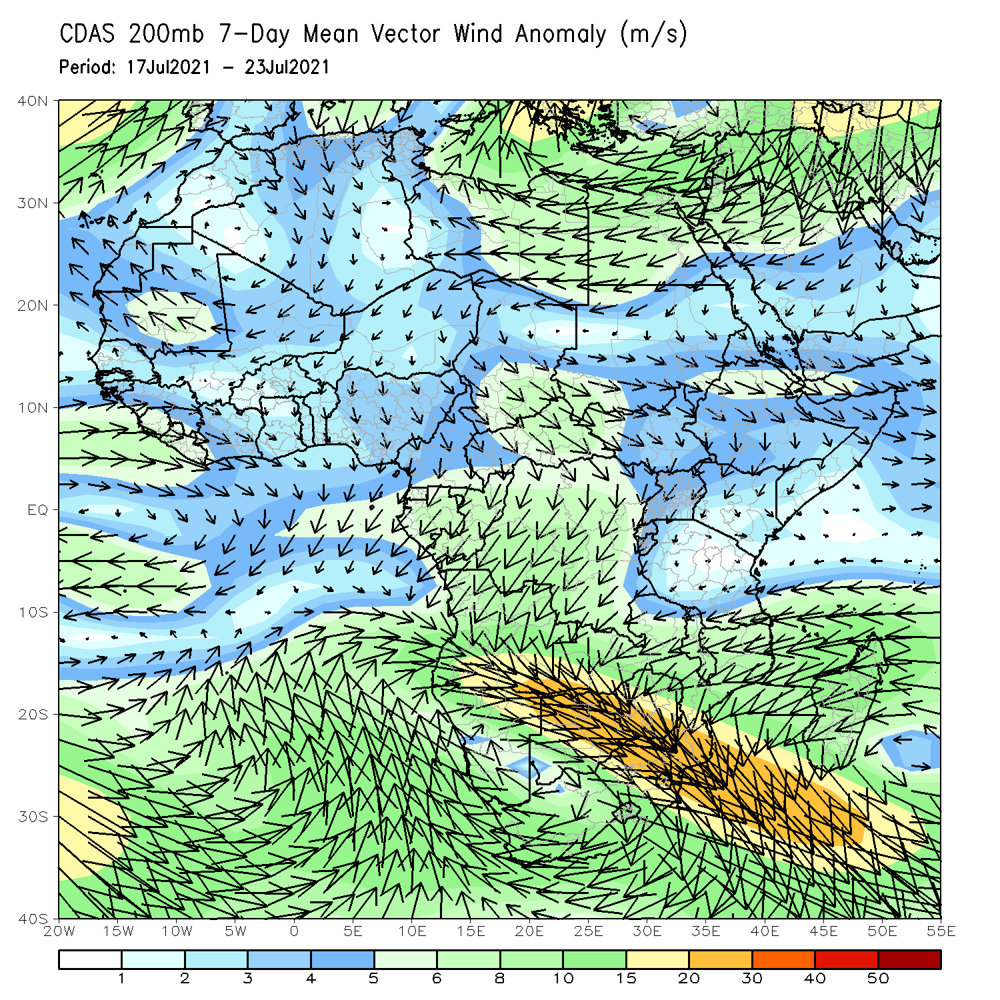 CDAS 200mb 7-Day Mean Vector Wind Anomaly (m/s)
Period: 17Jul2021 - 23Jul2021
40N
30N
20N
10N
EQ
10S
20S
30S
40S
20W 15W 10W 5W 0 5E 10E 15E 20E 25E 30E 35E 40E 45E 50E 55E
1 2 3 4 5 6 8 10 15 20 30 40 50